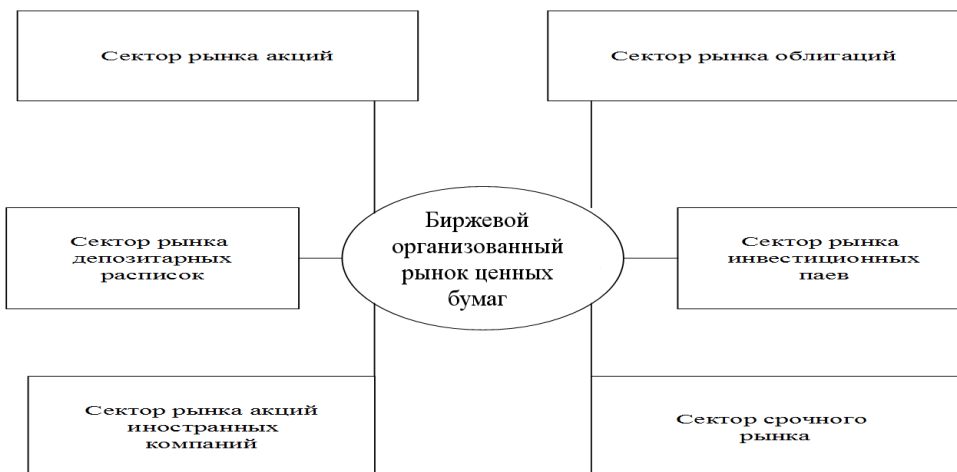 Сектор рынка акций
Сектор рынка облигаций
Биржевой
организованный
рынок ценных
бумаг
Сектор рынка
депозитарных
расписок
Сектор рынка
инвестиционных
паев
Сектор рынка акций
иностранных
компаний
Сектор срочного
рынка